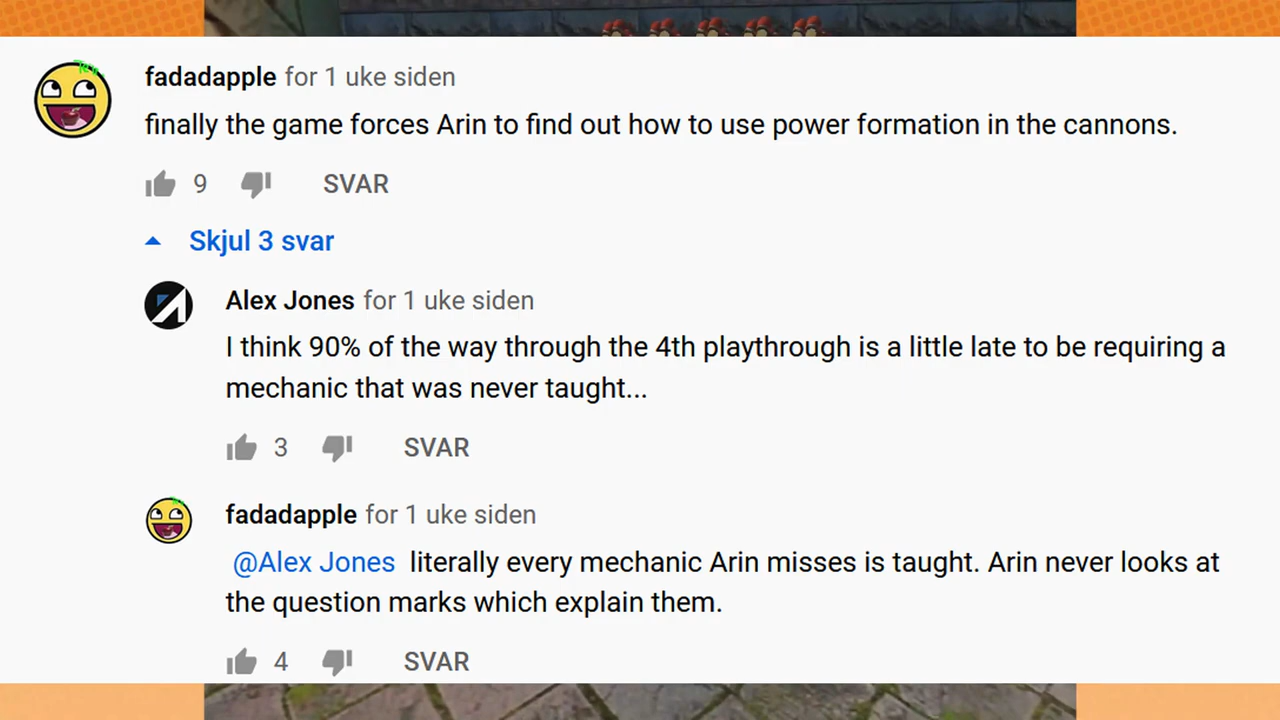 fadadapple for 1 uke siden
finally the game forces Arin to find out how to use power formation in the cannons.
9 SVAR
Skjul 3 svar
Alex Jones for 1 uke siden
I think 90% of the way through the 4th playthrough is a little late to be requiring a
mechanic that was never taught...
3 SVAR
fadadapple for 1 uke siden
@Alex Jones literally every mechanic Arin misses is taught. Arin never looks at
the question marks which explain them.
4 SVAR